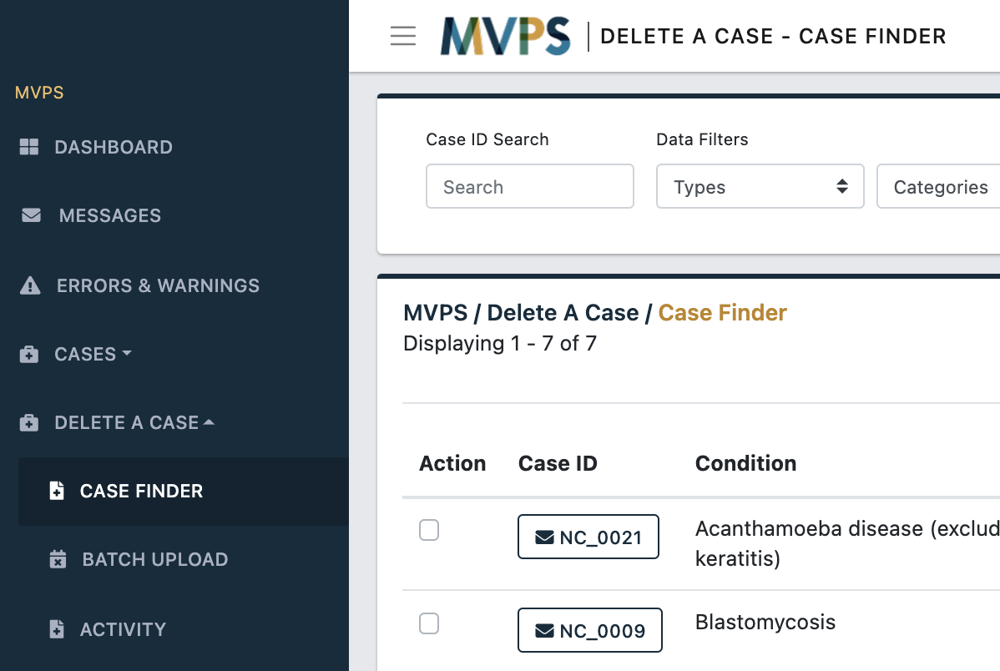 MVPS
DASHBOARD
MESSAGES
ERRORS & WARNINGS
CASES
DELETE A CASE
CASE FINDER
BATCH UPLOAD
ACTIVITY
MVPS | DELETE A CASE - CASE FINDER
Case ID Search
Data Filters
Search
Types
Categories
MVPS / Delete A Case / Case Finder
Displaying 1 - 7 of 7
Action Case ID Condition
NC_0021 Acanthamoeba disease (exclud
keratitis)
NC_0009 Blastomycosis